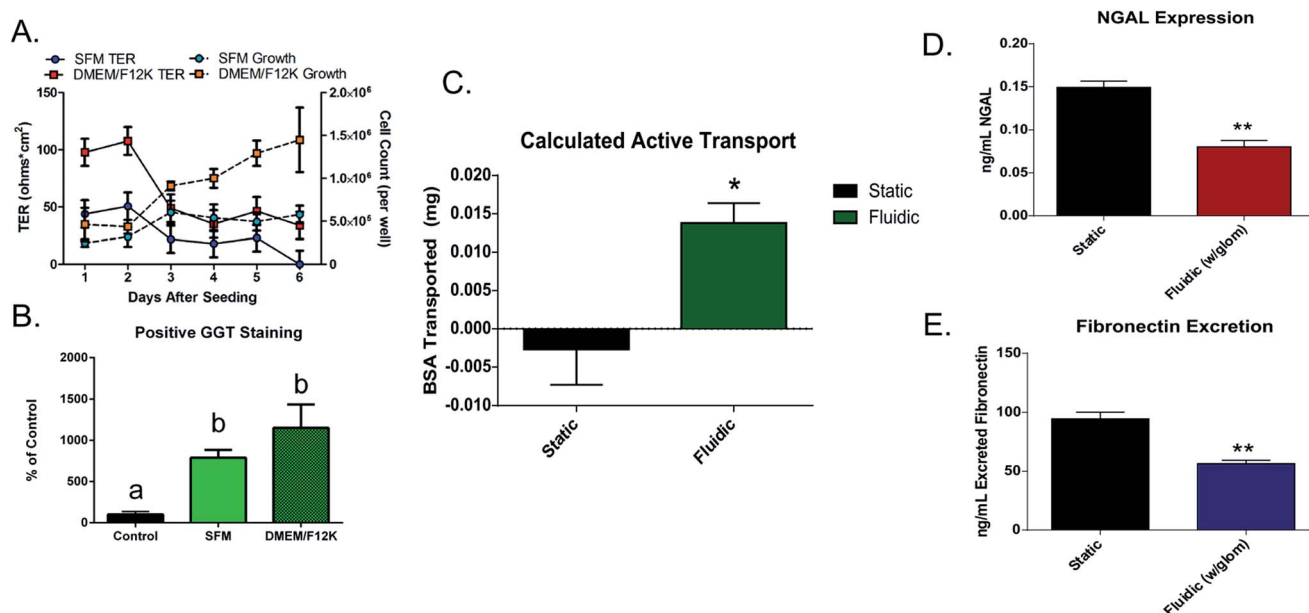 A.
SFM TER
SFM Growth
DMEM/F12K TER
DMEM/F12K Growth
TER (ohms*cm²)
150
100
50
0
2.0×10⁶
1.5×10⁶
1.0×10⁶
5.0×10⁵
0
Cell Count (per well)
1 2 3 4 5 6
Days After Seeding
B.
Positive GGT Staining
% of Control
2000
1500
1000
500
0
a
b
b
Control SFM DMEM/F12K
C.
Calculated Active Transport
BSA Transported (mg)
0.020
0.015
0.010
0.005
0.000
-0.005
-0.010
*
Static
Fluidic
Static
Fluidic
D.
NGAL Expression
ng/mL NGAL
0.20
0.15
0.10
0.05
0.00
**
Static
Fluidic (w/glom)
E.
Fibronectin Excretion
ng/mL Excreted Fibronectin
150
100
50
0
**
Static
Fluidic (w/glom)